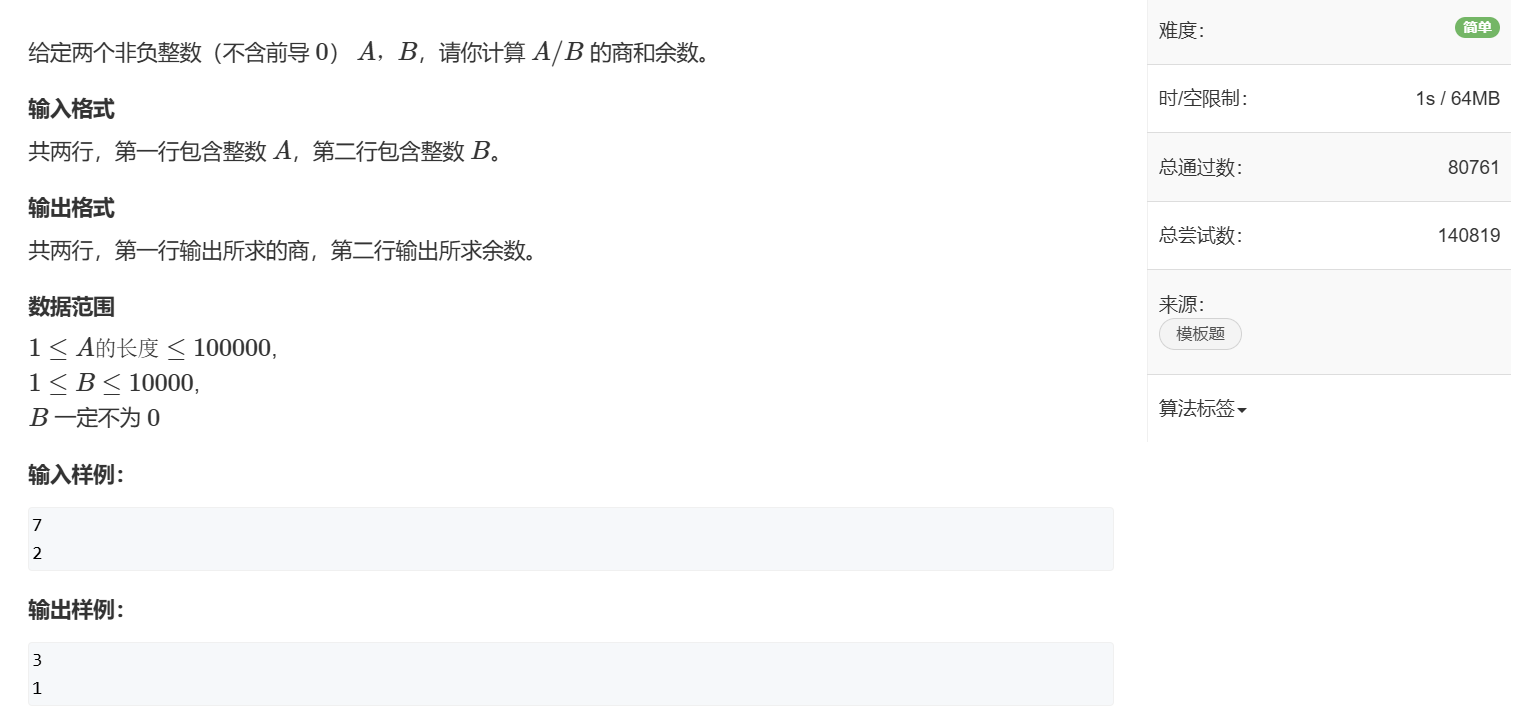 给定两个非负整数（不含前导 0） A，B，请你计算 A/B 的商和余数。
输入格式
共两行，第一行包含整数 A，第二行包含整数 B。
输出格式
共两行，第一行输出所求的商，第二行输出所求余数。
数据范围
1 ≤ A的长度 ≤ 100000,
1 ≤ B ≤ 10000,
B 一定不为 0
输入样例：
7
2
输出样例：
3
1
难度： 简单
时/空限制： 1s / 64MB
总通过数： 80761
总尝试数： 140819
来源：
模板题
算法标签